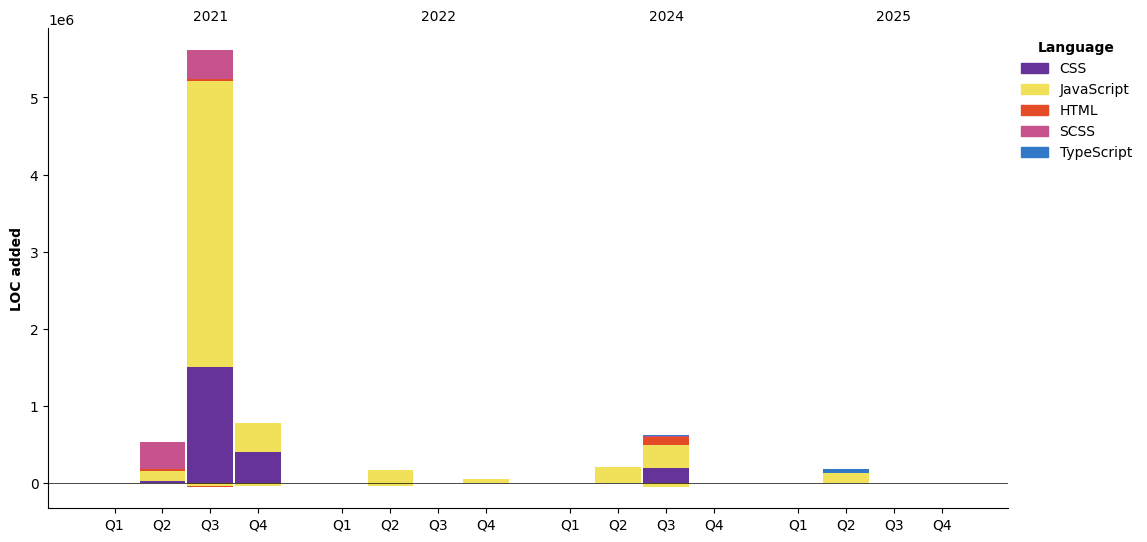 2021 2022 2024 2025
1e6
Language
CSS
JavaScript
HTML
SCSS
TypeScript
LOC added
5
4
3
2
1
0
Q1 Q2 Q3 Q4 Q1 Q2 Q3 Q4 Q1 Q2 Q3 Q4 Q1 Q2 Q3 Q4